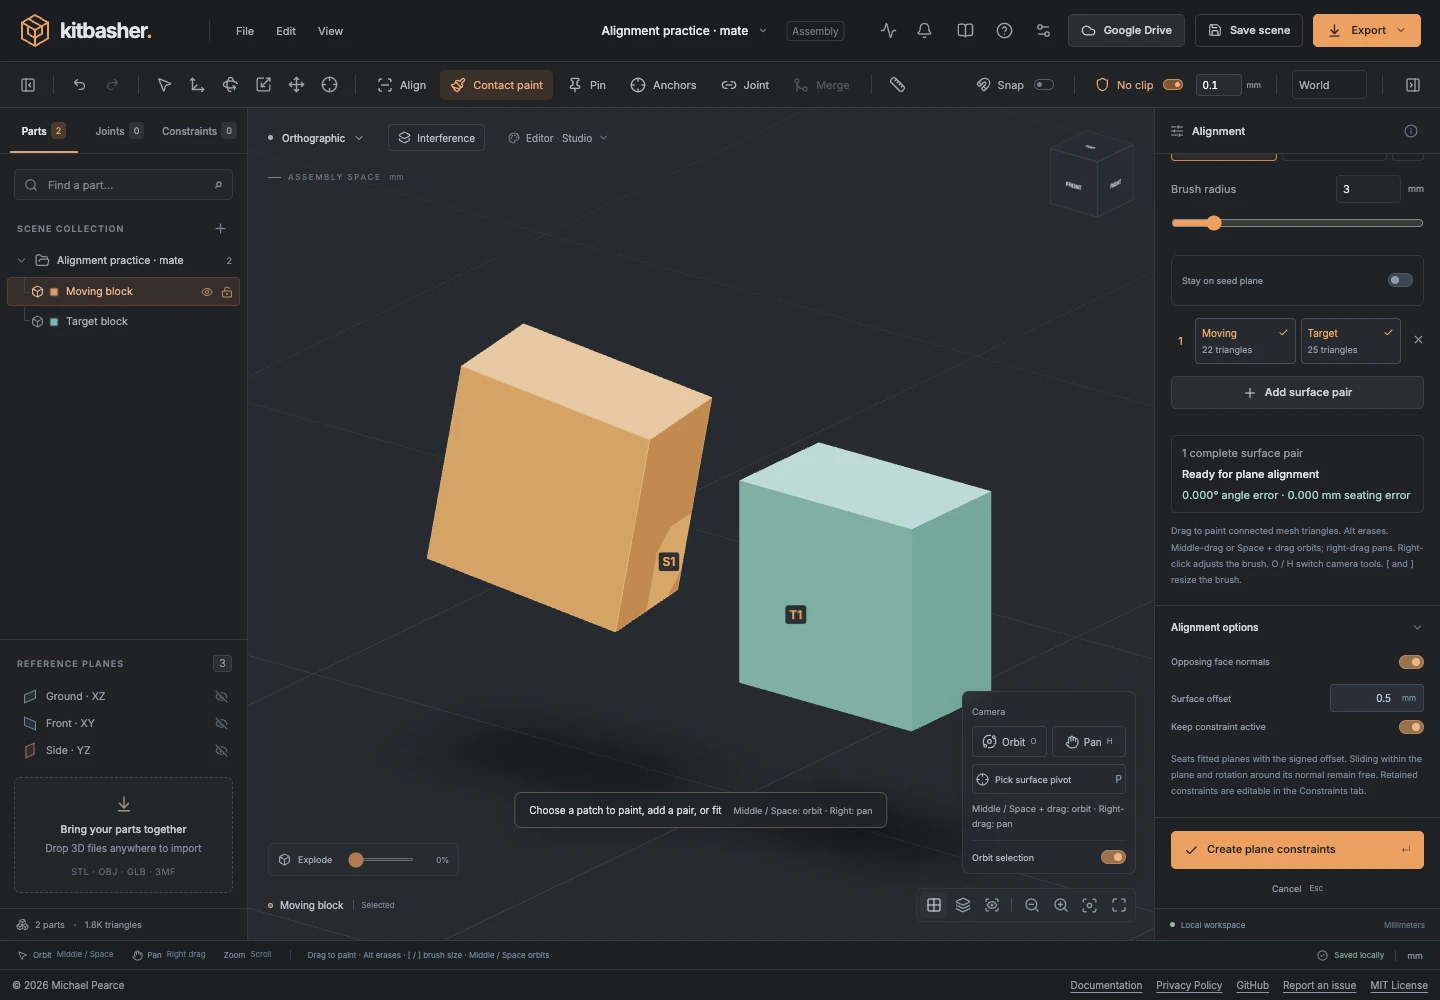 kitbasher.
File Edit View
Alignment practice · mate Assembly
Google Drive
Save scene
Export
Align
Contact paint
Pin
Anchors
Joint
Merge
Snap
No clip 0.1 mm
World
Parts 2
Joints 0
Constraints 0
Find a part...
SCENE COLLECTION
Alignment practice · mate 2
Moving block
Target block
REFERENCE PLANES 3
Ground · XZ
Front · XY
Side · YZ
Bring your parts together
Drop 3D files anywhere to import
STL · OBJ · GLB · 3MF
2 parts · 1.8K triangles
Orthographic
Interference
Editor · Studio
ASSEMBLY SPACE mm
FRONT
RIGHT
S1
T1
Choose a patch to paint, add a pair, or fit Middle / Space: orbit · Right: pan
Explode 0%
Moving block Selected
Camera
Orbit O
Pan H
Pick surface pivot P
Middle / Space + drag: orbit · Right-
drag: pan
Orbit selection
Alignment
Brush radius 3 mm
Stay on seed plane
1
Moving
22 triangles
Target
25 triangles
Add surface pair
1 complete surface pair
Ready for plane alignment
0.000° angle error · 0.000 mm seating error
Drag to paint connected mesh triangles. Alt erases.
Middle-drag or Space + drag orbits; right-drag pans. Right-
click adjusts the brush. O / H switch camera tools. [ and ]
resize the brush.
Alignment options
Opposing face normals
Surface offset 0.5 mm
Keep constraint active
Seats fitted planes with the signed offset. Sliding within the
plane and rotation around its normal remain free. Retained
constraints are editable in the Constraints tab.
Create plane constraints
Cancel Esc
Local workspace Millimeters
Orbit Middle / Space Pan Right drag Zoom Scroll Drag to paint · Alt erases · [ / ] brush size · Middle / Space orbits
Saved locally mm
© 2026 Michael Pearce
Documentation Privacy Policy GitHub Report an issue MIT License